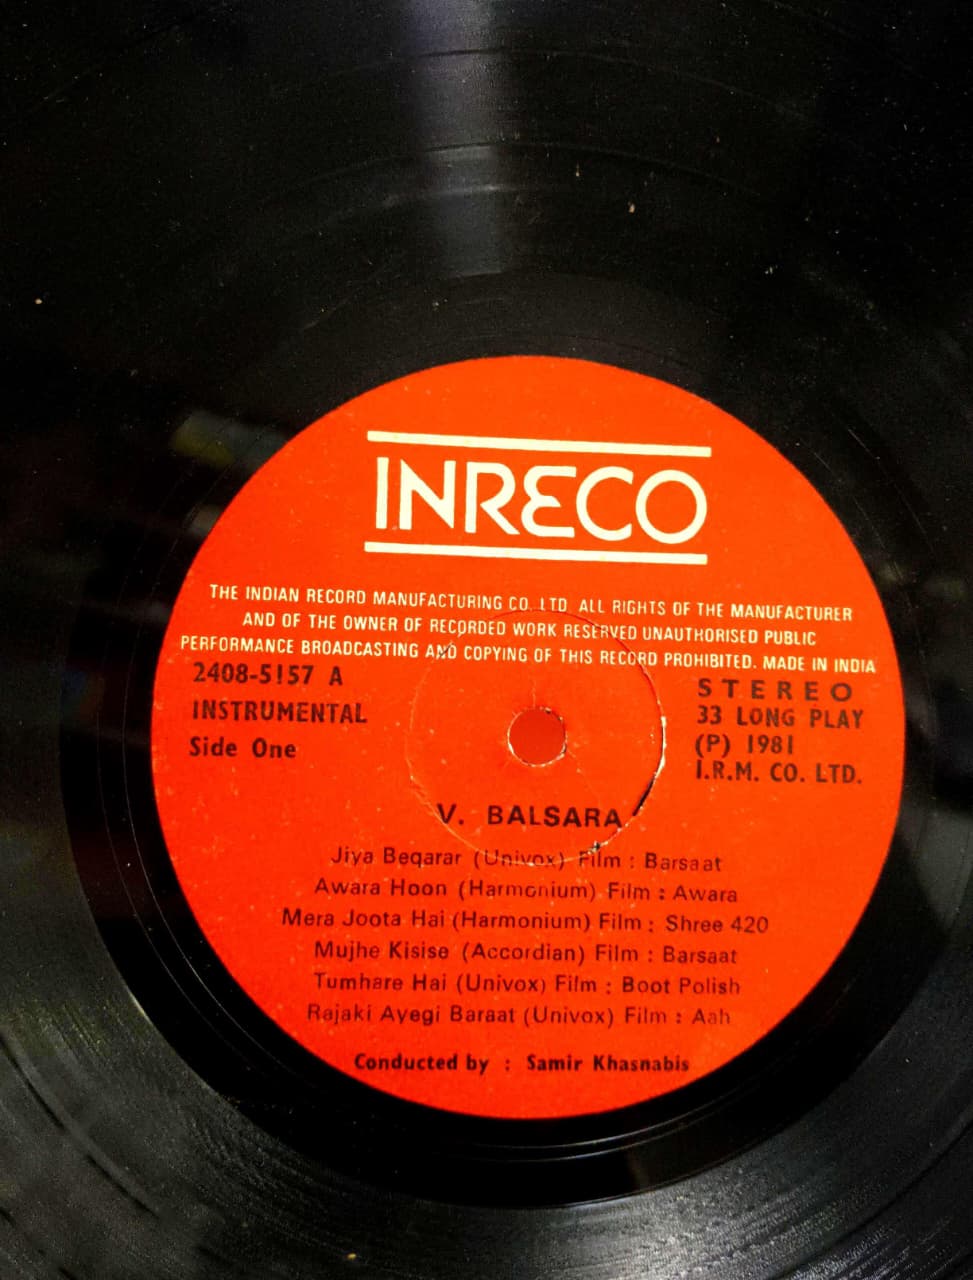 INRECO
THE INDIAN RECORD MANUFACTURING CO. LTD. ALL RIGHTS OF THE MANUFACTURER
AND OF THE OWNER OF RECORDED WORK RESERVED UNAUTHORISED PUBLIC
PERFORMANCE BROADCASTING AND COPYING OF THIS RECORD PROHIBITED. MADE IN INDIA
2408-5157 A
INSTRUMENTAL
Side One
STEREO
33 LONG PLAY
(P) 1981
I.R.M. CO. LTD.
V. BALSARA
Jiya Beqarar (Univox) Film : Barsaat
Awara Hoon (Harmonium) Film : Awara
Mera Joota Hai (Harmonium) Film : Shree 420
Mujhe Kisise (Accordian) Film : Barsaat
Tumhare Hai (Univox) Film : Boot Polish
Rajaki Ayegi Baraat (Univox) Film : Aah
Conducted by : Samir Khasnabis